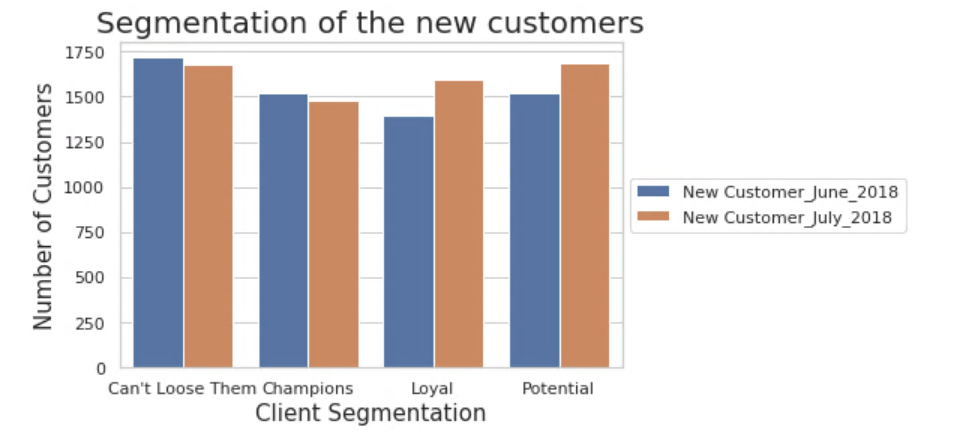 Segmentation of the new customers
Number of Customers
1750
1500
1250
1000
750
500
250
0
Can't Loose Them Champions Loyal Potential
Client Segmentation
New Customer_June_2018
New Customer_July_2018